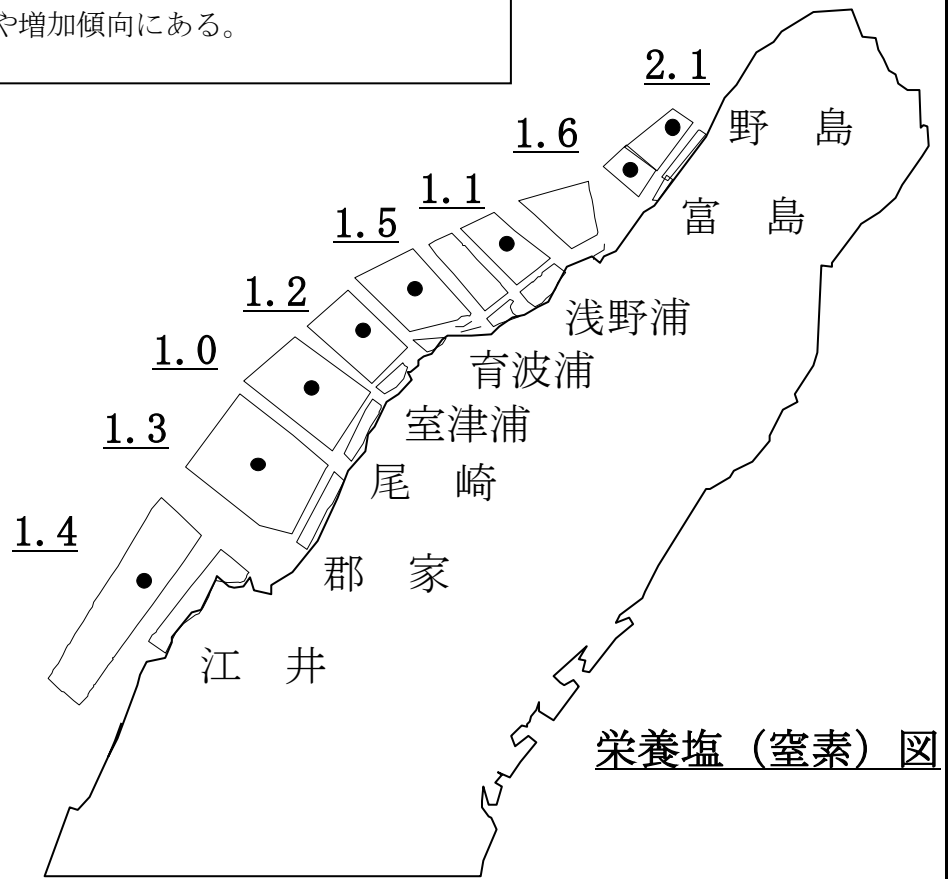 や増加傾向にある。
2.1
野　島
1.6
富　島
1.1
1.5
浅野浦
1.2
育波浦
1.0
室津浦
1.3
尾　崎
1.4
郡　家
江　井
栄養塩（窒素）図